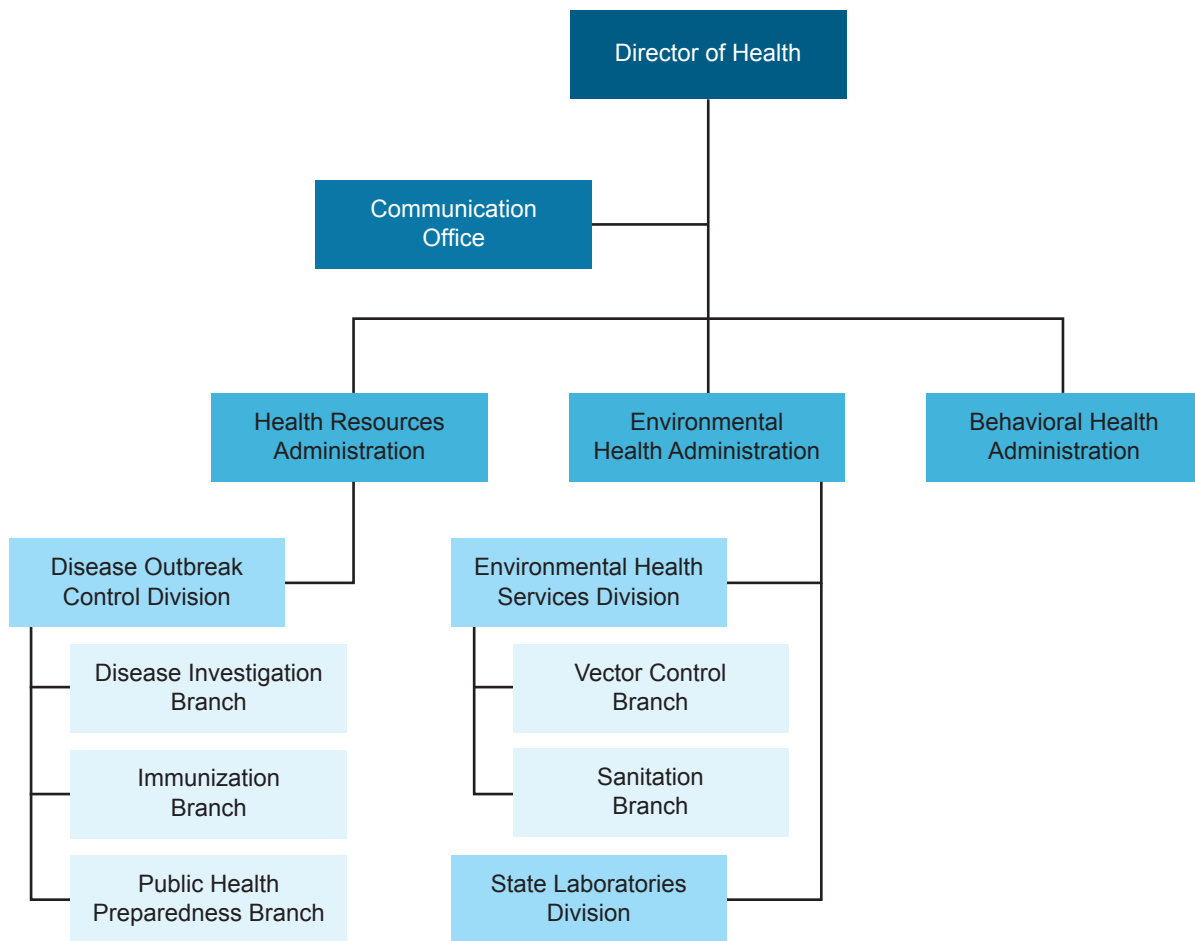 Director of Health
Communication
Office
Health Resources
Administration
Environmental
Health Administration
Behavioral Health
Administration
Disease Outbreak
Control Division
Disease Investigation
Branch
Immunization
Branch
Public Health
Preparedness Branch
Environmental Health
Services Division
Vector Control
Branch
Sanitation
Branch
State Laboratories
Division